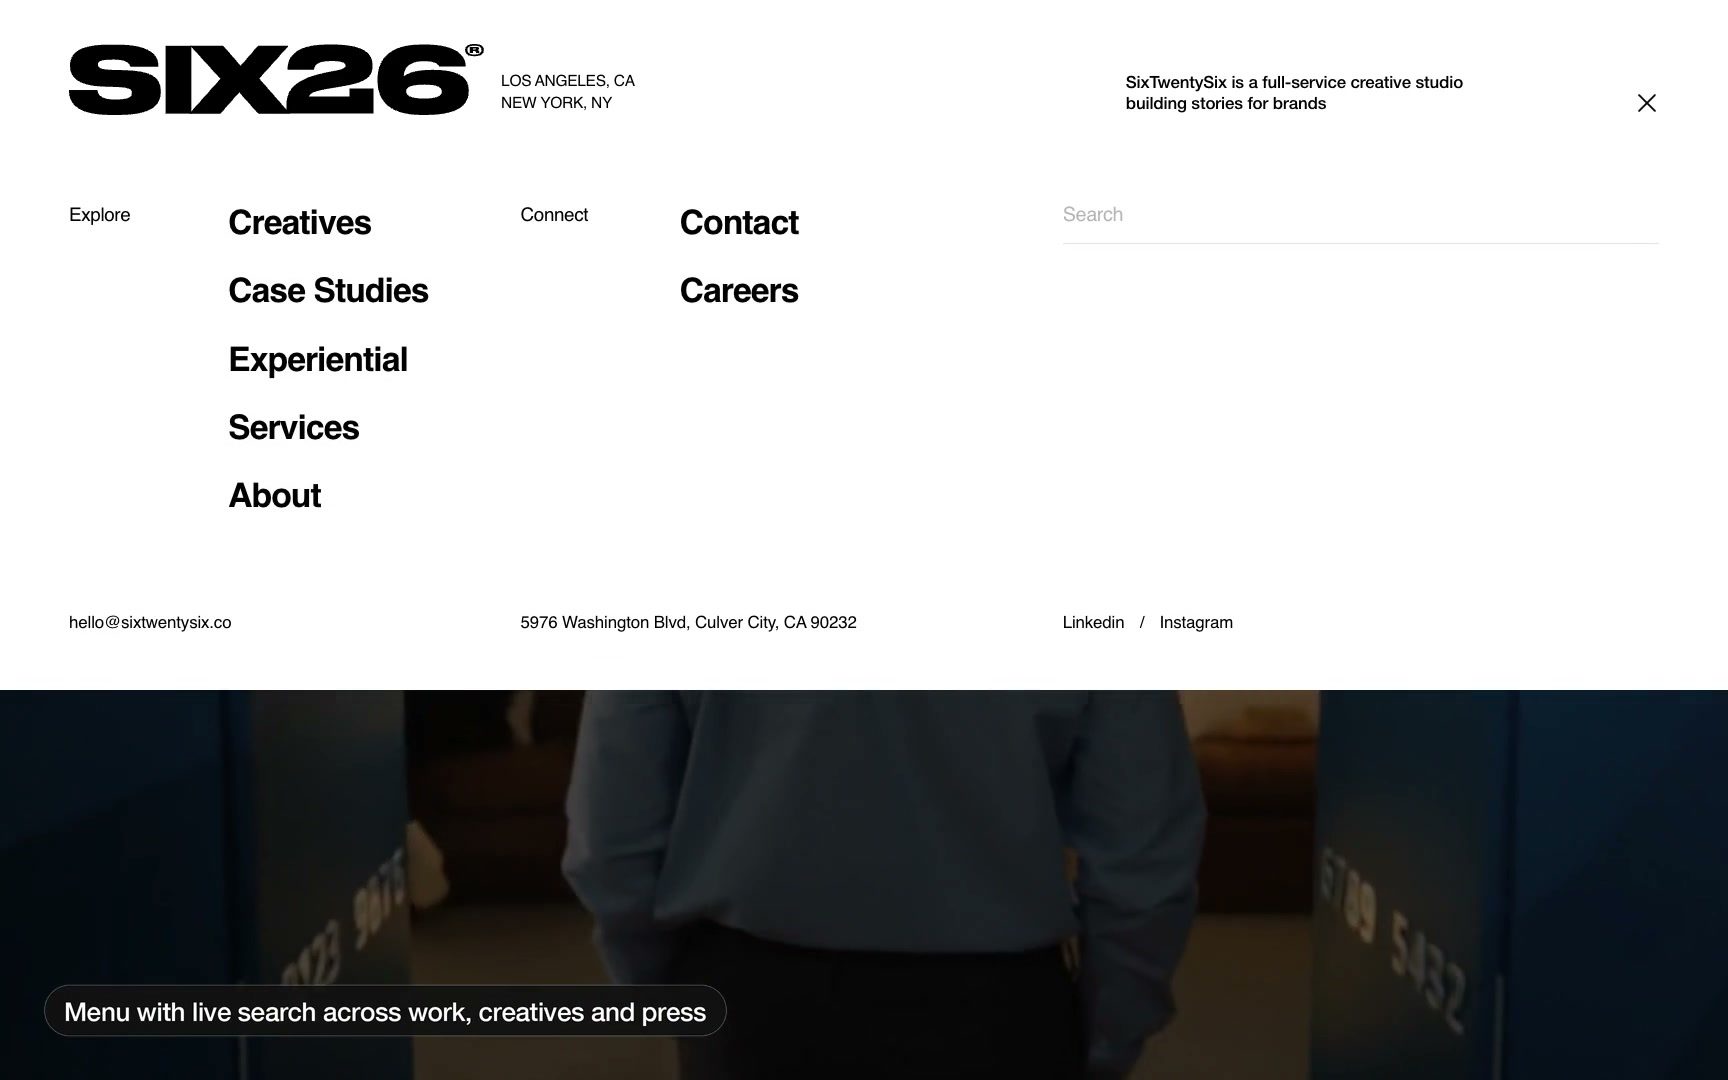 SIX26®
LOS ANGELES, CA
NEW YORK, NY
SixTwentySix is a full-service creative studio
building stories for brands
Explore
Creatives
Case Studies
Experiential
Services
About
Connect
Contact
Careers
Search
hello@sixtwentysix.co
5976 Washington Blvd, Culver City, CA 90232
Linkedin / Instagram
5432
Menu with live search across work, creatives and press